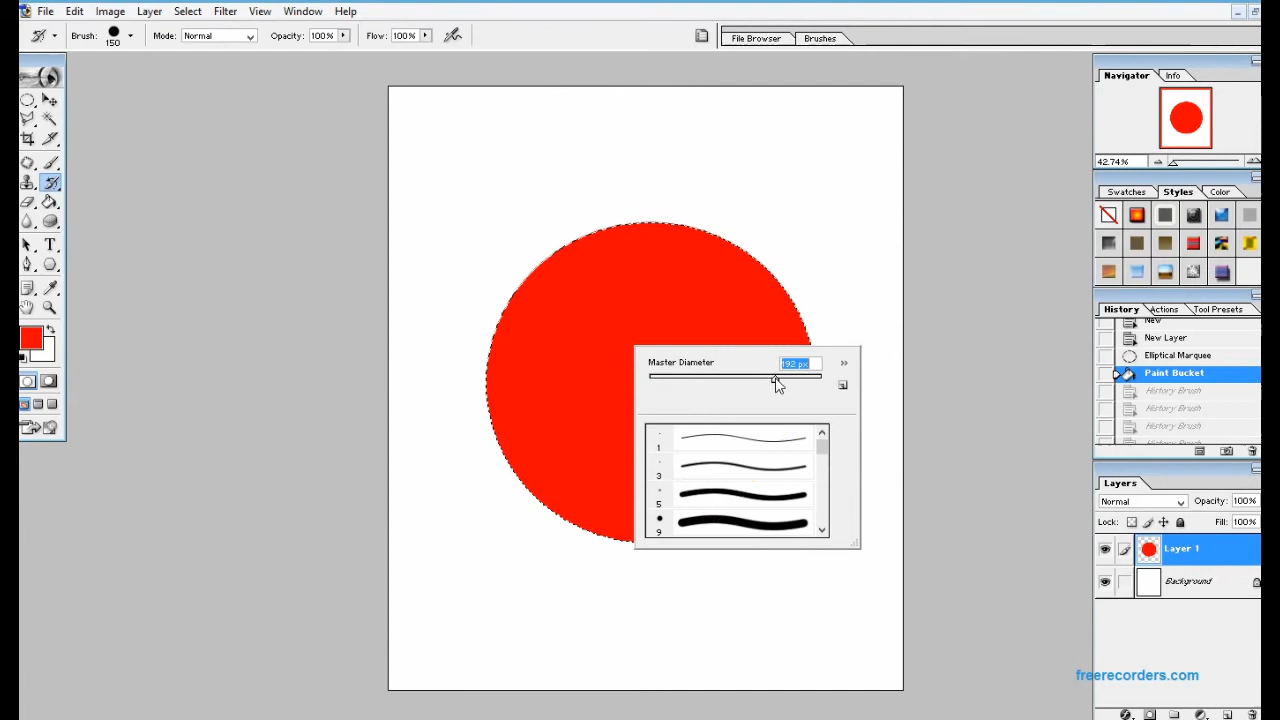 File Edit Image Layer Select Filter View Window Help
Brush: 150 Mode: Normal Opacity: 100% Flow: 100% File Browser Brushes
Navigator Info
42.74%
Swatches Styles Color
History Actions Tool Presets
New
New Layer
Elliptical Marquee
Paint Bucket
History Brush
History Brush
History Brush
Master Diameter 192 px
1
3
5
9
Layers
Normal Opacity: 100%
Lock: Fill: 100%
Layer 1
Background
freerecorders.com